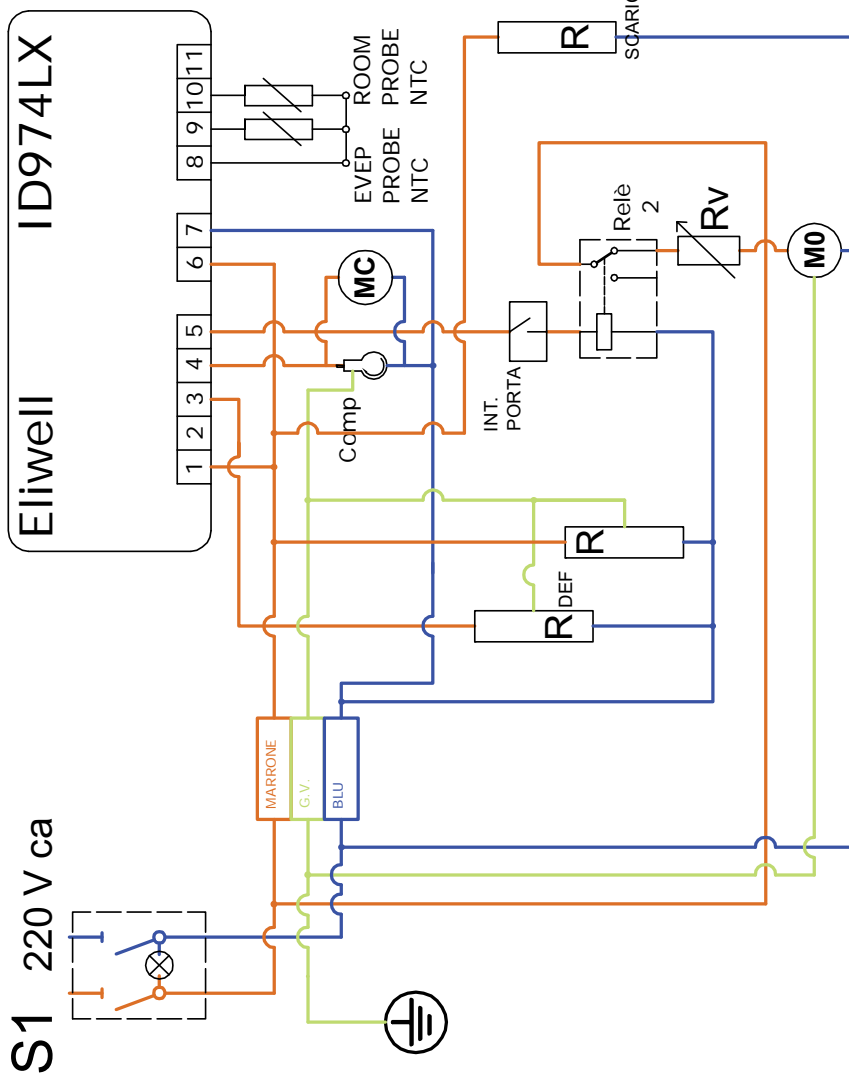 Eliwell ID974LX
1 2 3 4 5 6 7 8 9 10 11
EVEP
PROBE
NTC
ROOM
PROBE
NTC
MC
Comp
INT.
PORTA
Relè
2
Rv
M0
R
R
R
DEF
MARRONE
G.V.
BLU
S1 220 V ca